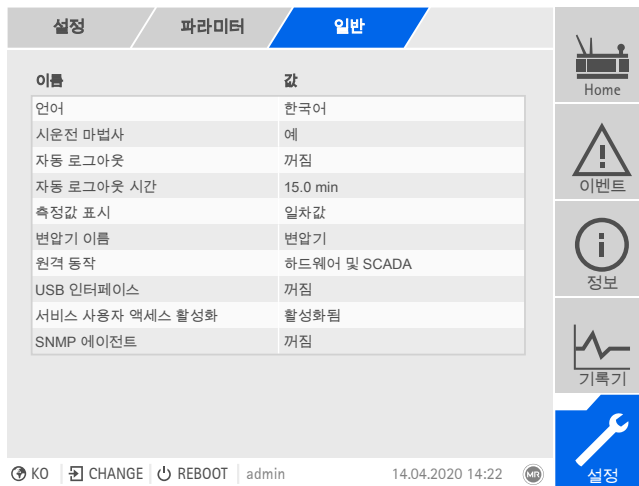 설정 파라미터 일반
이름 값
언어 한국어
시운전 마법사 예
자동 로그아웃 꺼짐
자동 로그아웃 시간 15.0 min
측정값 표시 일차값
변압기 이름 변압기
원격 동작 하드웨어 및 SCADA
USB 인터페이스 꺼짐
서비스 사용자 액세스 활성화 활성화됨
SNMP 에이전트 꺼짐
Home
이벤트
정보
기록기
설정
KO CHANGE REBOOT admin 14.04.2020 14:22 MR